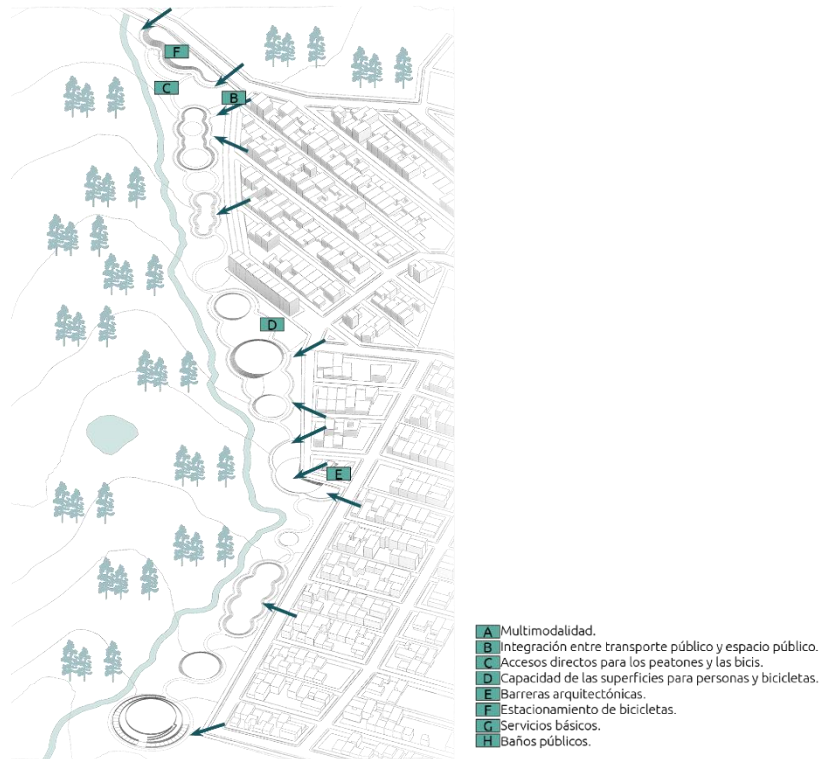 F
C
B
D
E
A Multimodalidad.
B Integración entre transporte público y espacio público.
C Accesos directos para los peatones y las bicis.
D Capacidad de las superficies para personas y bicicletas.
E Barreras arquitectónicas.
F Estacionamiento de bicicletas.
G Servicios básicos.
H Baños públicos.